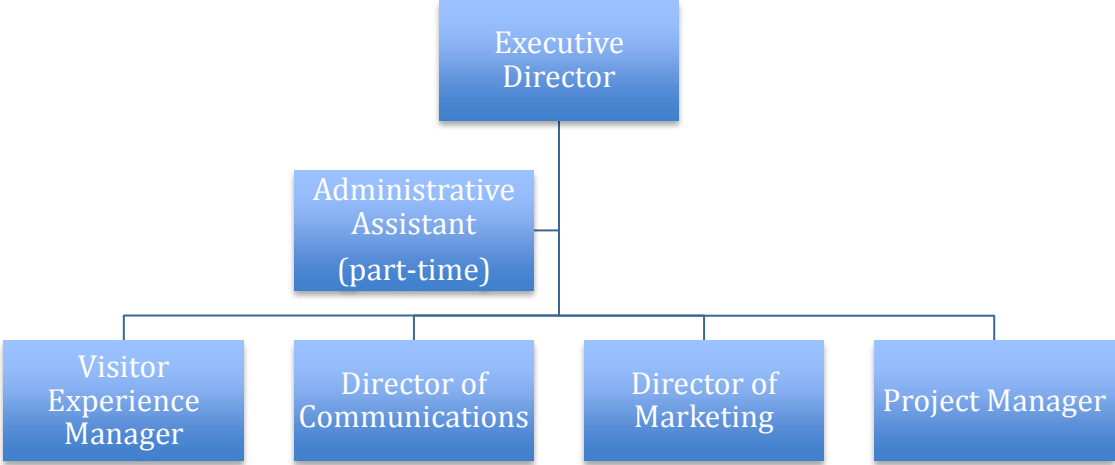 Executive
Director
Administrative
Assistant
(part-time)
Visitor
Experience
Manager
Director of
Communications
Director of
Marketing
Project Manager